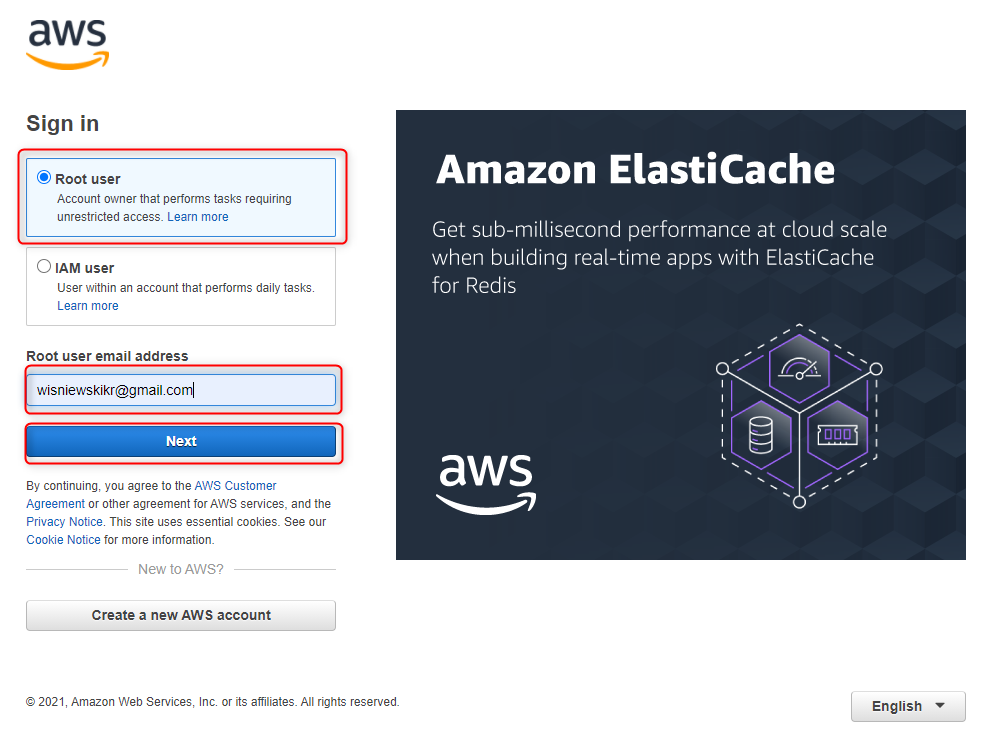 aws
Sign in
Root user
Account owner that performs tasks requiring
unrestricted access. Learn more
IAM user
User within an account that performs daily tasks.
Learn more
Root user email address
wisniewskikr@gmail.com
Next
By continuing, you agree to the AWS Customer
Agreement or other agreement for AWS services, and the
Privacy Notice. This site uses essential cookies. See our
Cookie Notice for more information.
New to AWS?
Create a new AWS account
Amazon ElastiCache
Get sub-millisecond performance at cloud scale
when building real-time apps with ElastiCache
for Redis
aws
© 2021, Amazon Web Services, Inc. or its affiliates. All rights reserved.
English